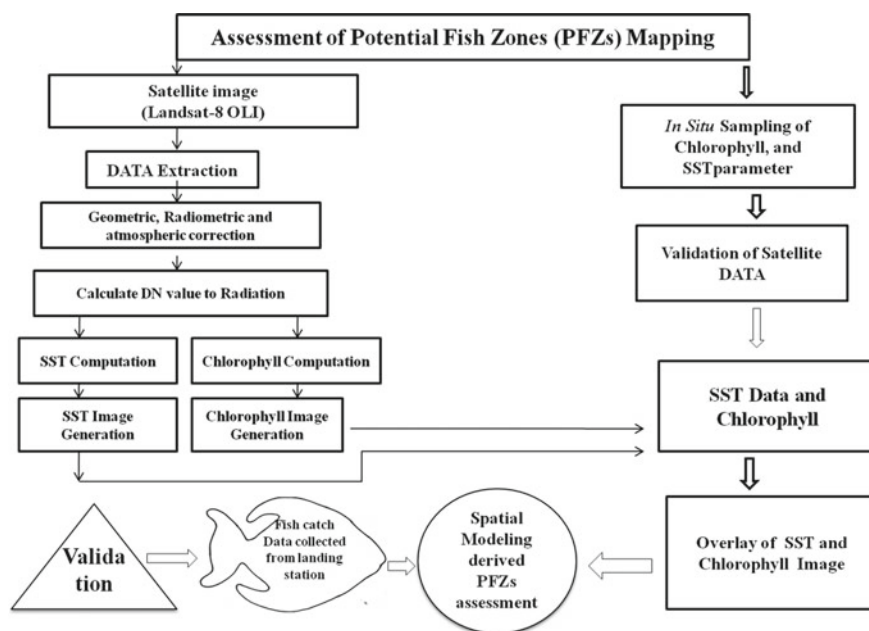 Assessment of Potential Fish Zones (PFZs) Mapping
Satellite image
(Landsat-8 OLI)
DATA Extraction
Geometric, Radiometric and
atmospheric correction
Calculate DN value to Radiation
SST Computation
Chlorophyll Computation
SST Image
Generation
Chlorophyll Image
Generation
In Situ Sampling of
Chlorophyll, and
SSTparameter
Validation of Satellite
DATA
SST Data and
Chlorophyll
Overlay of SST and
Chlorophyll Image
Spatial
Modeling
derived
PFZs
assessment
Fish catch
Data collected
from landing
station
Valida
tion